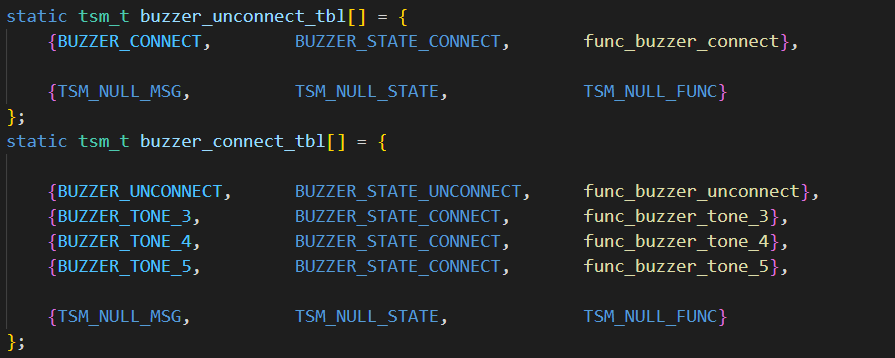 static tsm_t buzzer_unconnect_tbl[] = {
    {BUZZER_CONNECT,        BUZZER_STATE_CONNECT,       func_buzzer_connect},
    {TSM_NULL_MSG,          TSM_NULL_STATE,             TSM_NULL_FUNC}
};
static tsm_t buzzer_connect_tbl[] = {
    {BUZZER_UNCONNECT,      BUZZER_STATE_UNCONNECT,     func_buzzer_unconnect},
    {BUZZER_TONE_3,         BUZZER_STATE_CONNECT,       func_buzzer_tone_3},
    {BUZZER_TONE_4,         BUZZER_STATE_CONNECT,       func_buzzer_tone_4},
    {BUZZER_TONE_5,         BUZZER_STATE_CONNECT,       func_buzzer_tone_5},
    {TSM_NULL_MSG,          TSM_NULL_STATE,             TSM_NULL_FUNC}
};